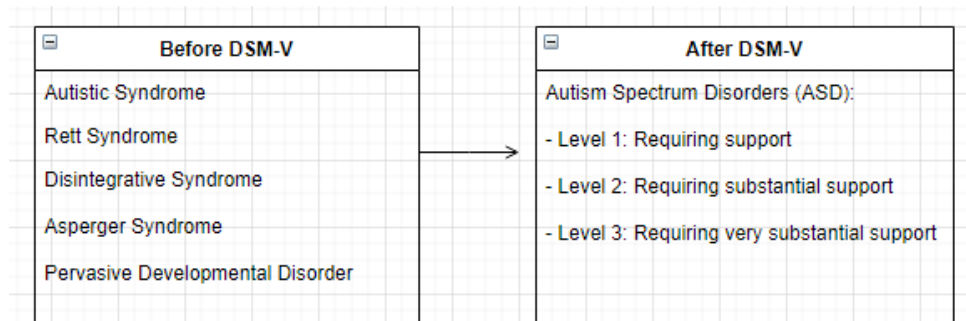 Before DSM-V
Autistic Syndrome
Rett Syndrome
Disintegrative Syndrome
Asperger Syndrome
Pervasive Developmental Disorder
After DSM-V
Autism Spectrum Disorders (ASD):
- Level 1: Requiring support
- Level 2: Requiring substantial support
- Level 3: Requiring very substantial support